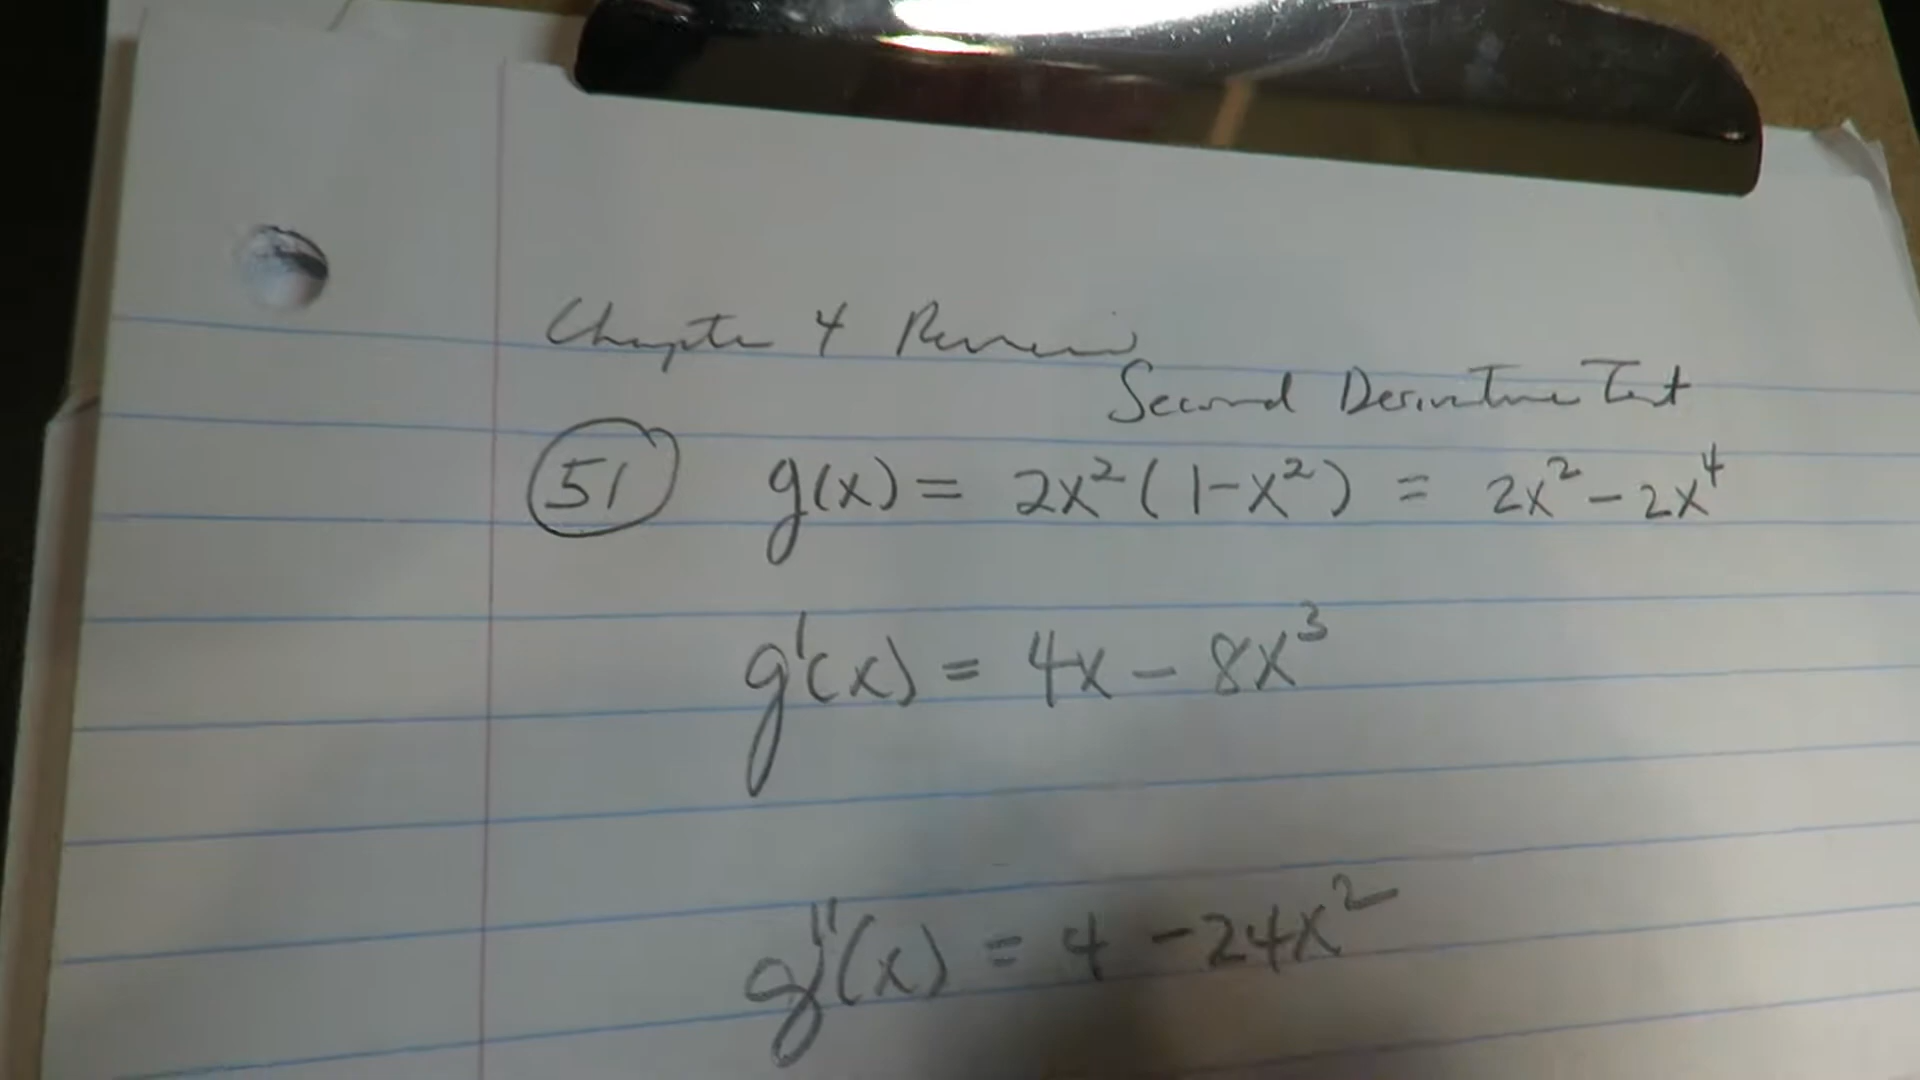 Chapter 4 Review
Second Derivative Test
51 g(x) = 2x²(1-x²) = 2x² - 2x⁴
g'(x) = 4x - 8x³
g''(x) = 4 - 24x²